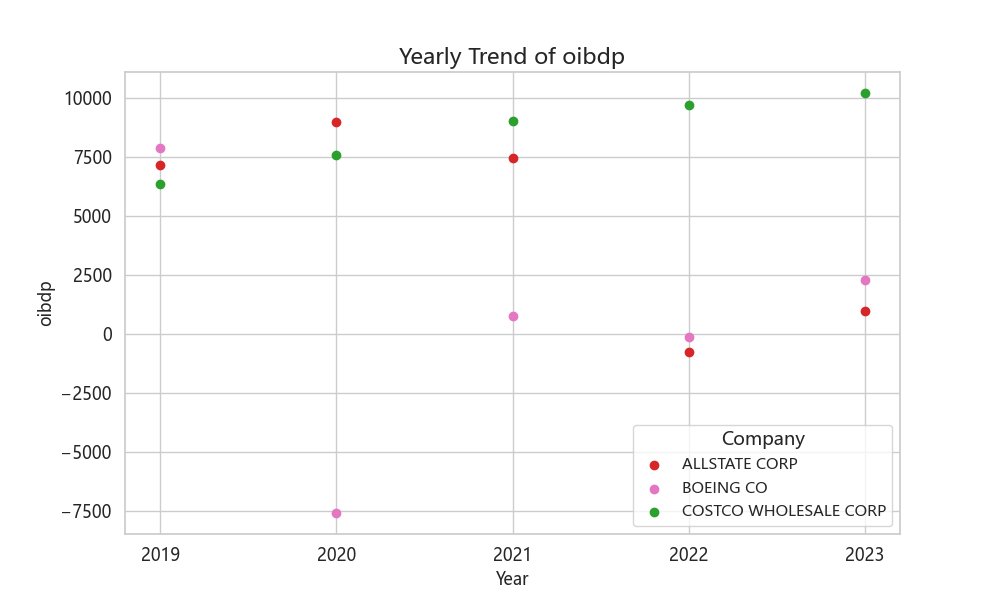 Yearly Trend of oibdp
10000
7500
5000
2500
0
−2500
−5000
−7500
oibdp
2019 2020 2021 2022 2023
Year
Company
ALLSTATE CORP
BOEING CO
COSTCO WHOLESALE CORP